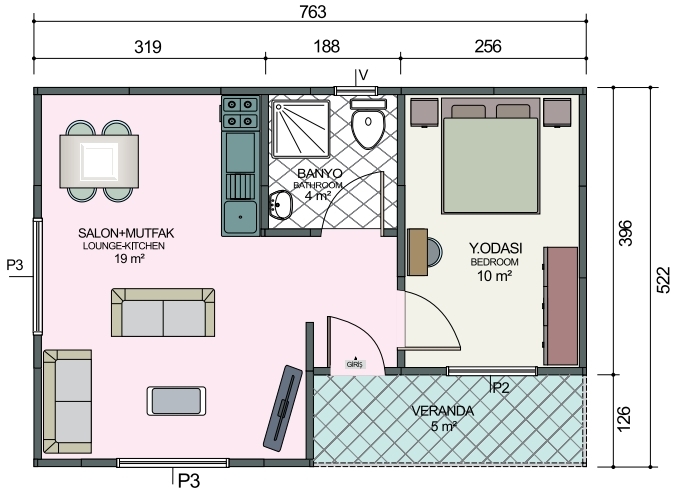 763
319 188 256
V
BANYO
BATHROOM
4 m²
SALON+MUTFAK
LOUNGE-KITCHEN
19 m²
Y.ODASI
BEDROOM
10 m²
396
522
P3
GİRİŞ
P2
VERANDA
5 m²
126
P3